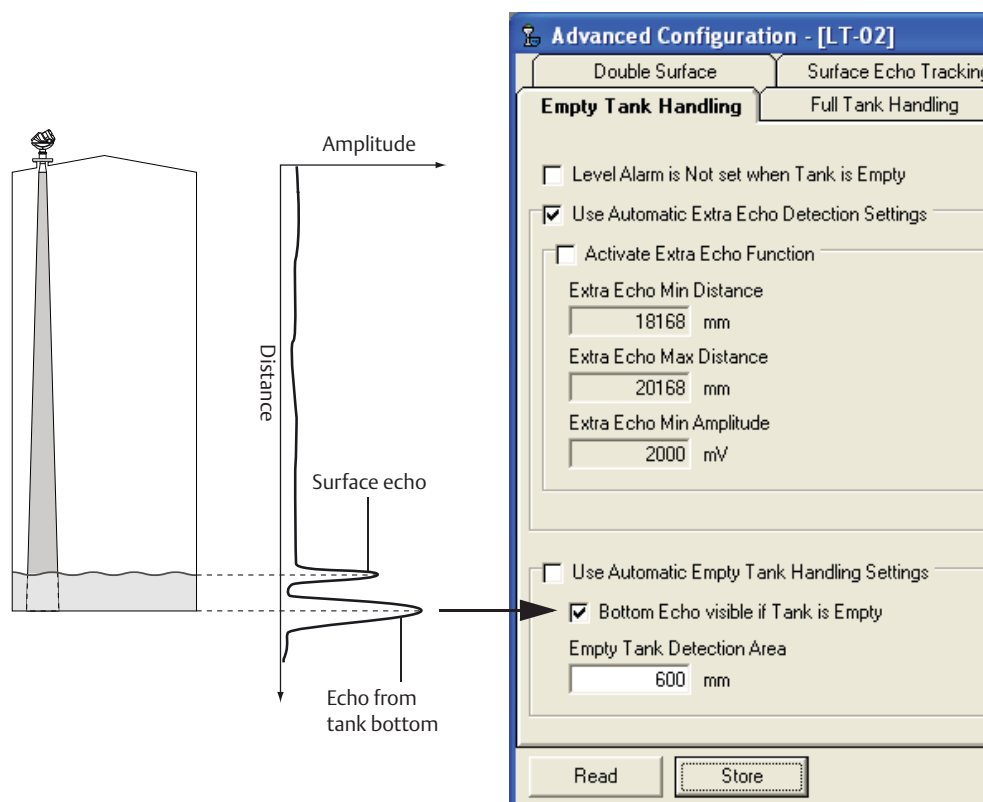 Amplitude
Distance
Surface echo
Echo from
tank bottom
Advanced Configuration - [LT-02]
Double Surface
Surface Echo Tracking
Empty Tank Handling
Full Tank Handling
Level Alarm is Not set when Tank is Empty
Use Automatic Extra Echo Detection Settings
Activate Extra Echo Function
Extra Echo Min Distance
18168 mm
Extra Echo Max Distance
20168 mm
Extra Echo Min Amplitude
2000 mV
Use Automatic Empty Tank Handling Settings
Bottom Echo visible if Tank is Empty
Empty Tank Detection Area
600 mm
Read
Store